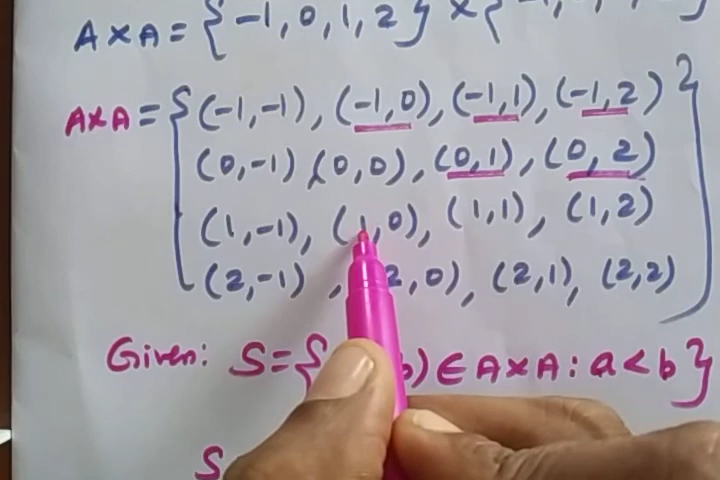 A×A = {-1, 0, 1, 2} × {
A×A = {(-1,-1), (-1,0), (-1,1), (-1,2)
(0,-1), (0,0), (0,1), (0,2)
(1,-1), (1,0), (1,1), (1,2)
(2,-1), (2,0), (2,1), (2,2)}
Given: S = { b) ∈ A×A : a < b}
S